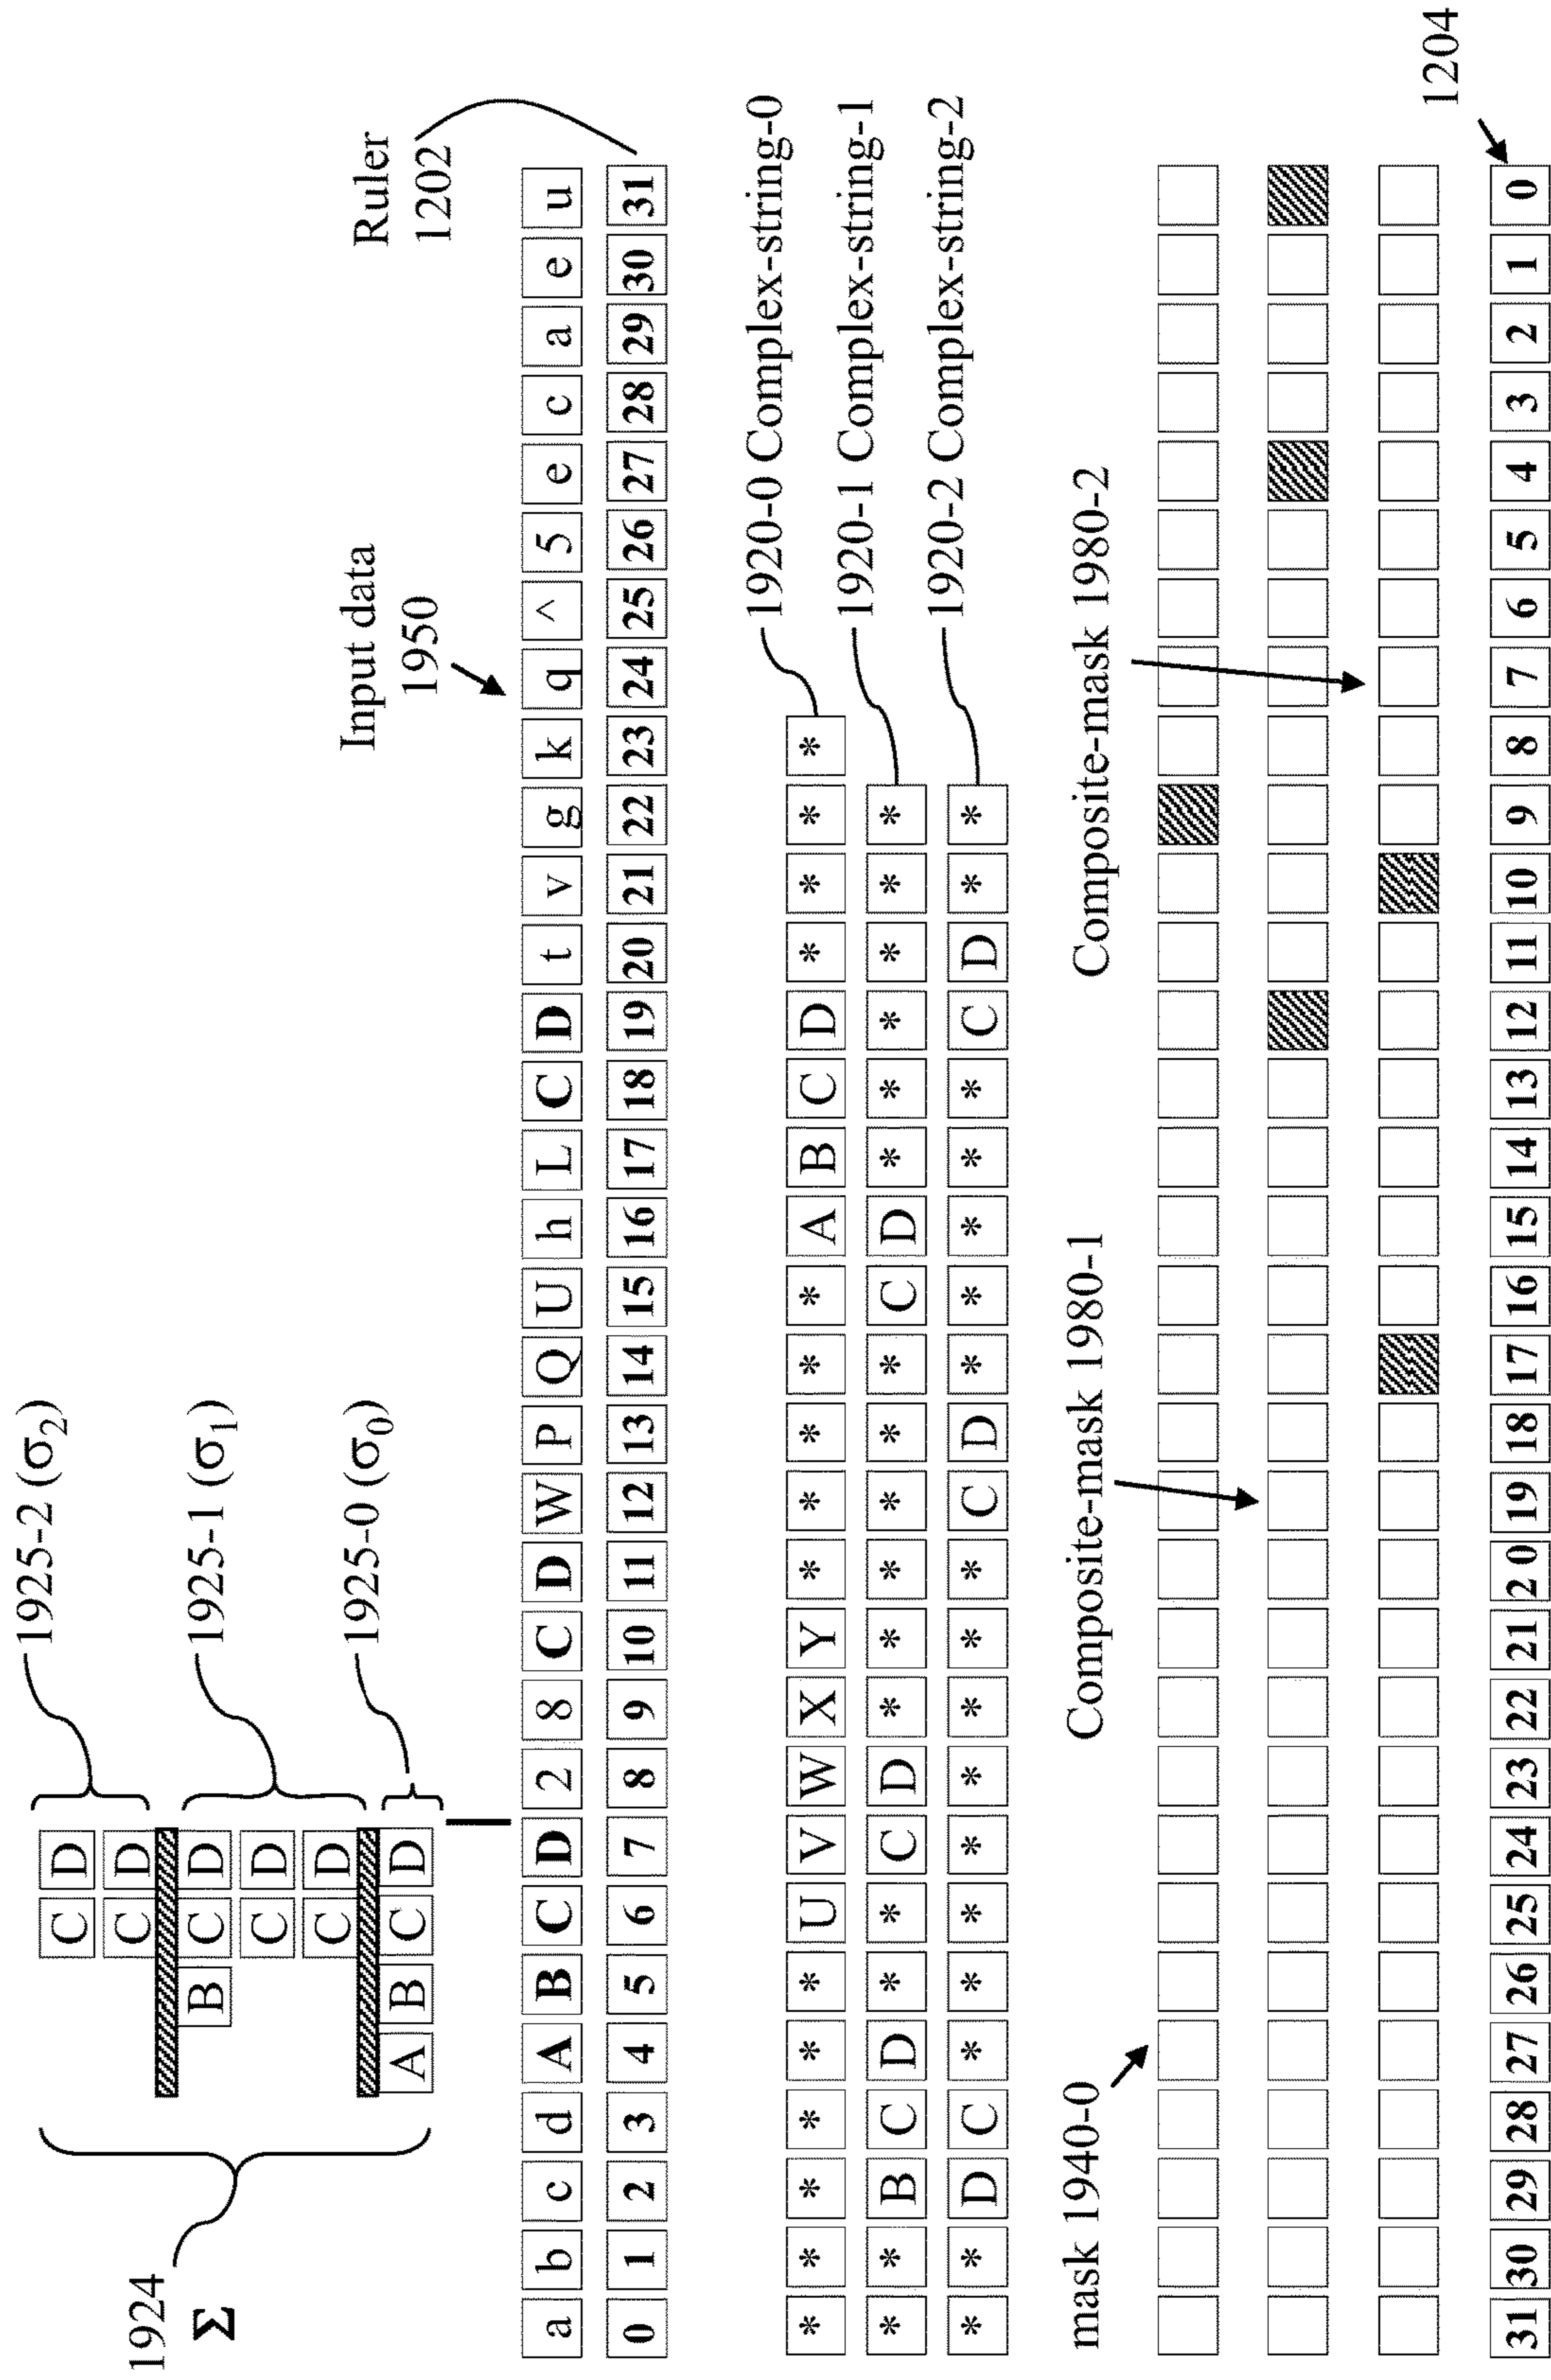 C D 1925-2 (σ2)
C D
1924
Σ
B C D 1925-1 (σ1)
C D
C D
A B C D 1925-0 (σ0)
Input data
1950
Ruler
1202
a b c d A B C D 2 8 C D W P Q U h L C D t v g k q ^ 5 e c a e u
0 1 2 3 4 5 6 7 8 9 10 11 12 13 14 15 16 17 18 19 20 21 22 23 24 25 26 27 28 29 30 31
* * * * * * U V W X Y * * * * * A B C D * * * * 1920-0 Complex-string-0
* * B C D * * C D * * * * * * C D * * * * * * 1920-1 Complex-string-1
* * D C * * * * * * * * C D * * * * * C D * * 1920-2 Complex-string-2
mask 1940-0 Composite-mask 1980-1 Composite-mask 1980-2
1204
31 30 29 28 27 26 25 24 23 22 21 2 0 19 18 17 16 15 14 13 12 11 10 9 8 7 6 5 4 3 2 1 0